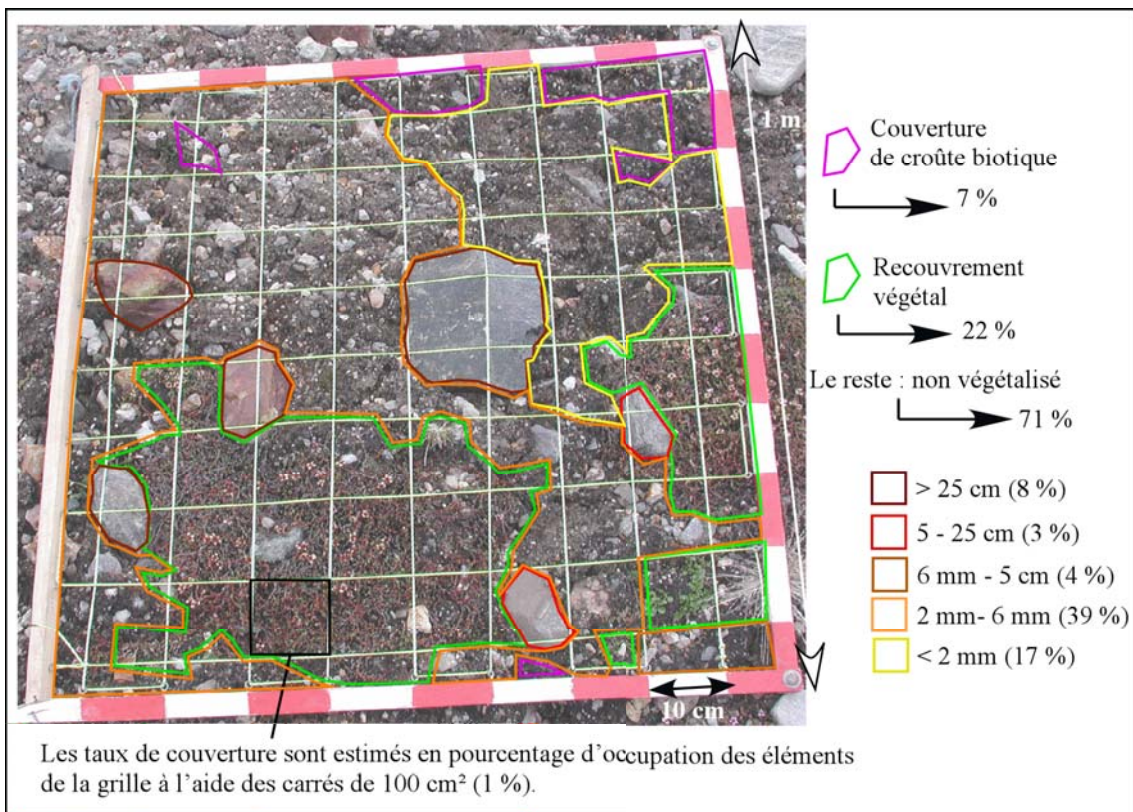 1 m
Couverture
de croûte biotique
7 %
Recouvrement
végétal
22 %
Le reste : non végétalisé
71 %
> 25 cm (8 %)
5 - 25 cm (3 %)
6 mm - 5 cm (4 %)
2 mm- 6 mm (39 %)
< 2 mm (17 %)
10 cm
Les taux de couverture sont estimés en pourcentage d’occupation des éléments
de la grille à l’aide des carrés de 100 cm² (1 %).